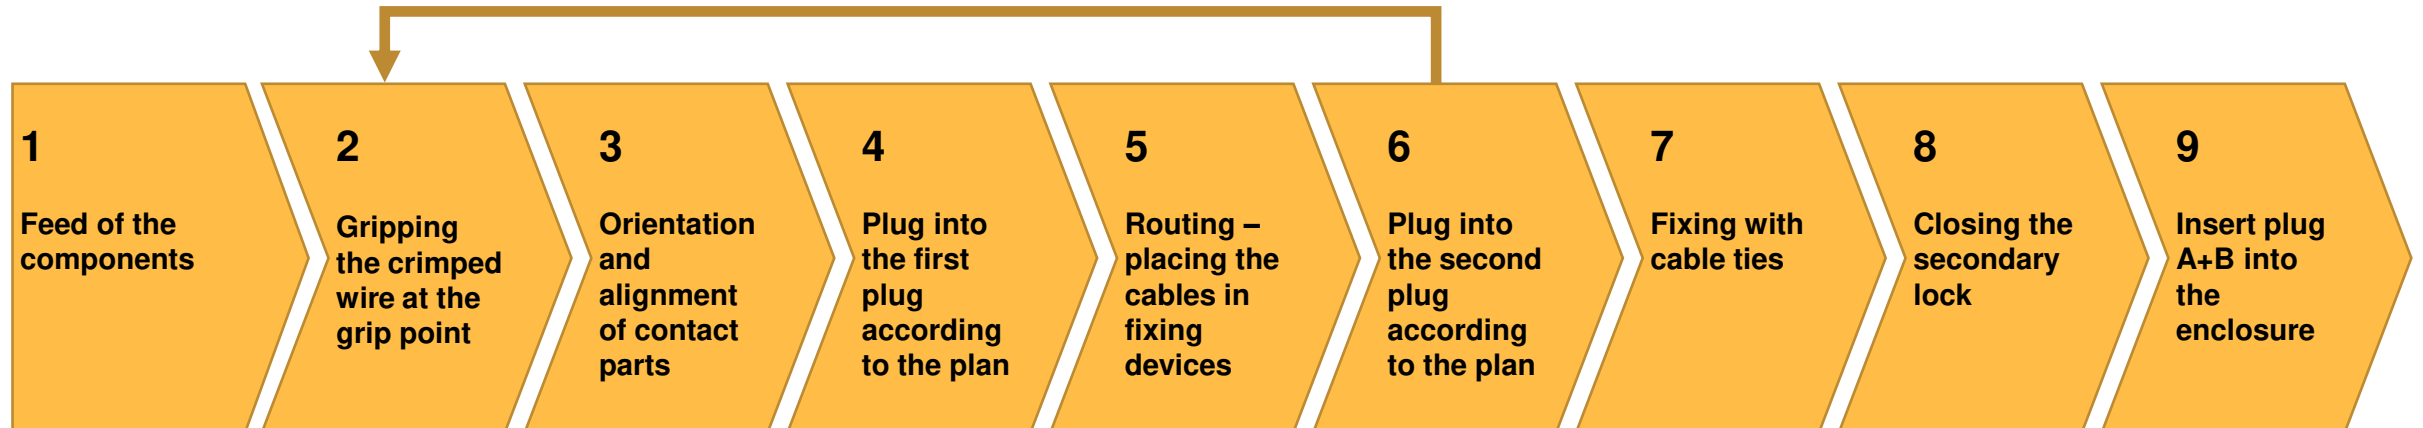 1
Feed of the
components
2
Gripping
the crimped
wire at the
grip point
3
Orientation
and
alignment
of contact
parts
4
Plug into
the first
plug
according
to the plan
5
Routing –
placing the
cables in
fixing
devices
6
Plug into
the second
plug
according
to the plan
7
Fixing with
cable ties
8
Closing the
secondary
lock
9
Insert plug
A+B into
the
enclosure